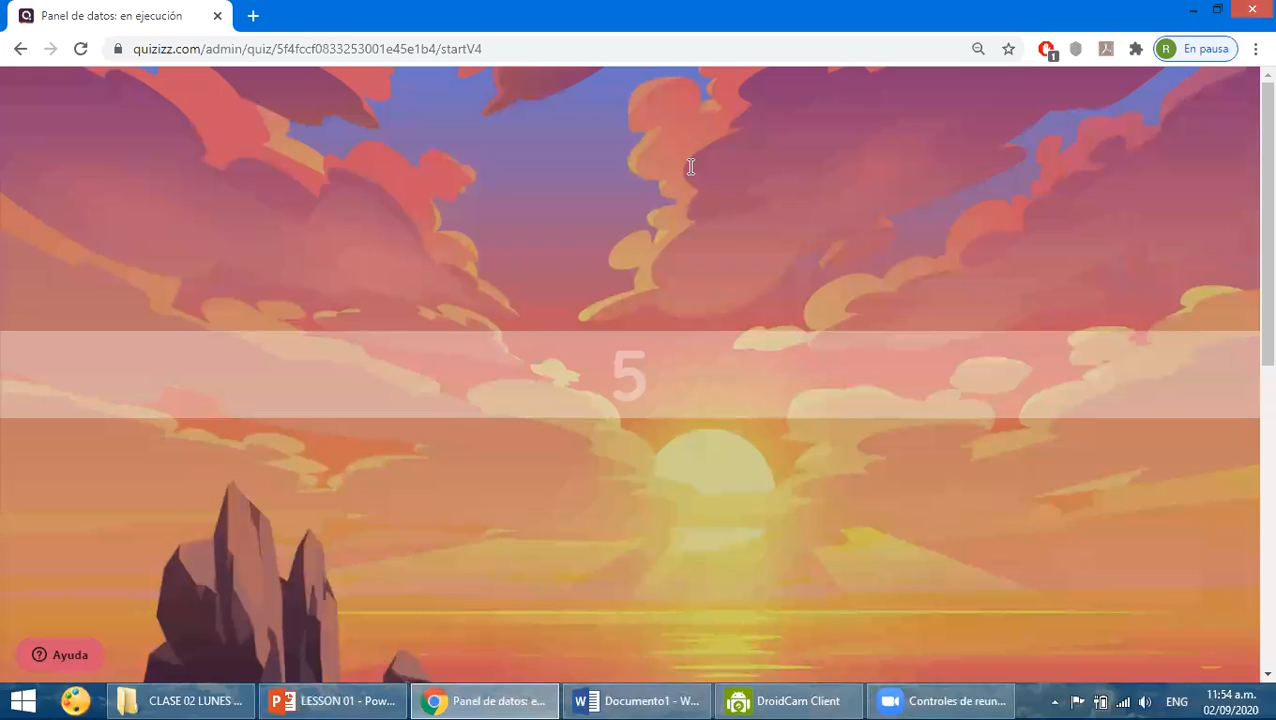 Panel de datos: en ejecución
quizizz.com/admin/quiz/5f4fccf0833253001e45e1b4/startV4
1
R
En pausa
5
Ayuda
CLASE 02 LUNES ...
LESSON 01 - Pow...
Panel de datos: e...
Documento1 - W...
DroidCam Client
Controles de reun...
ENG
11:54 a.m.
02/09/2020